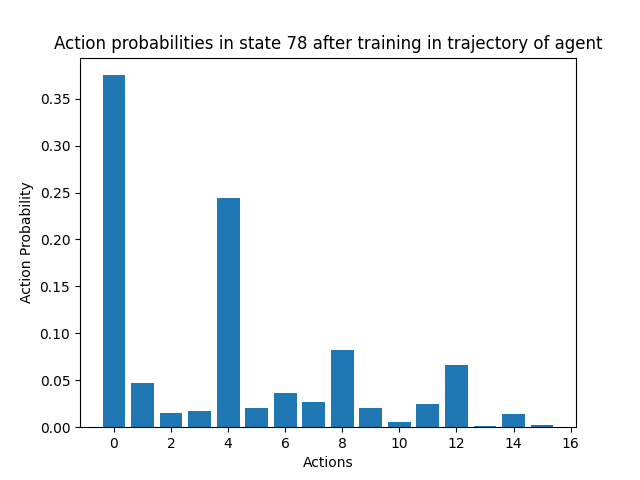 Action probabilities in state 78 after training in trajectory of agent
Action Probability
0.35
0.30
0.25
0.20
0.15
0.10
0.05
0.00
0 2 4 6 8 10 12 14 16
Actions